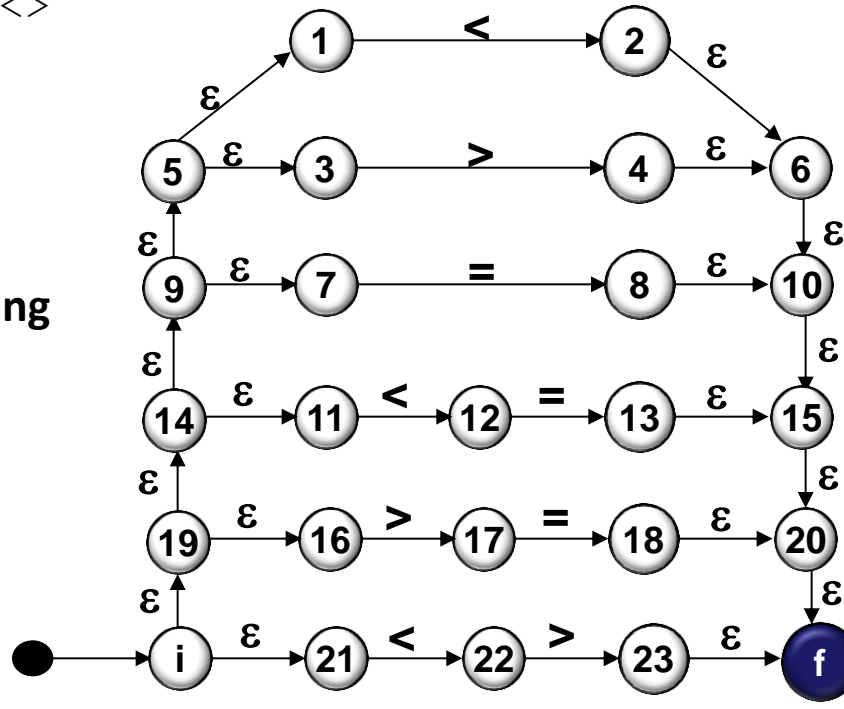 <>
1 < 2 ε
ε
5 ε 3 > 4 ε 6
ε ε
9 ε 7 = 8 ε 10
ng
ε ε
14 ε 11 < 12 = 13 ε 15
ε ε
19 ε 16 > 17 = 18 ε 20
ε ε
i ε 21 < 22 > 23 ε f